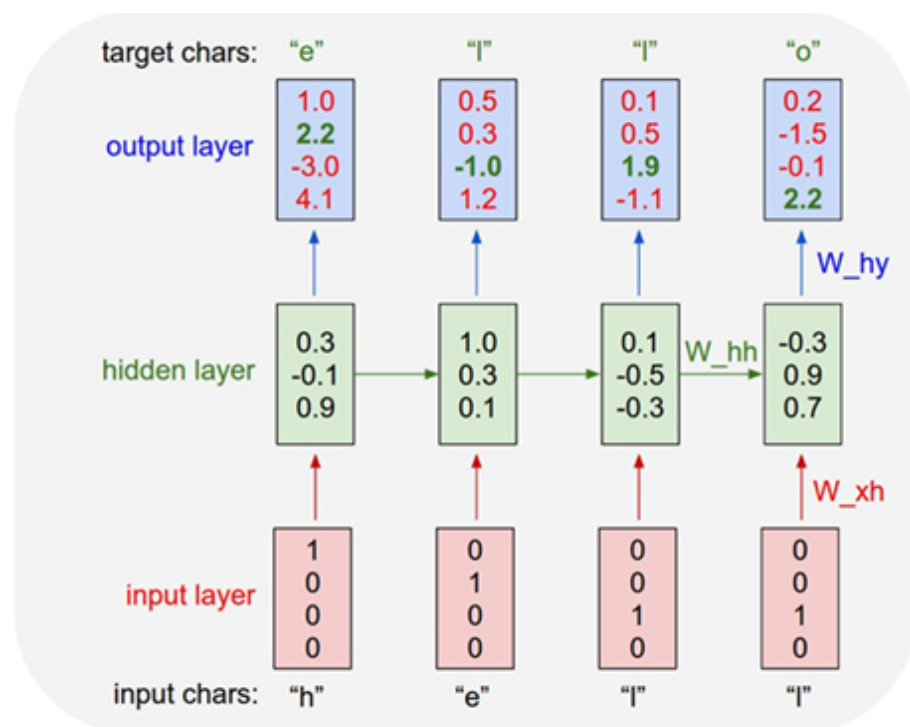 target chars: “e” “l” “l” “o”
output layer
1.0 0.5 0.1 0.2
2.2 0.3 0.5 -1.5
-3.0 -1.0 1.9 -0.1
4.1 1.2 -1.1 2.2
W_hy
hidden layer
0.3 1.0 0.1 -0.3
-0.1 0.3 -0.5 0.9
0.9 0.1 -0.3 0.7
W_hh
W_xh
input layer
1 0 0 0
0 1 0 0
0 0 1 1
0 0 0 0
input chars: “h” “e” “l” “l”